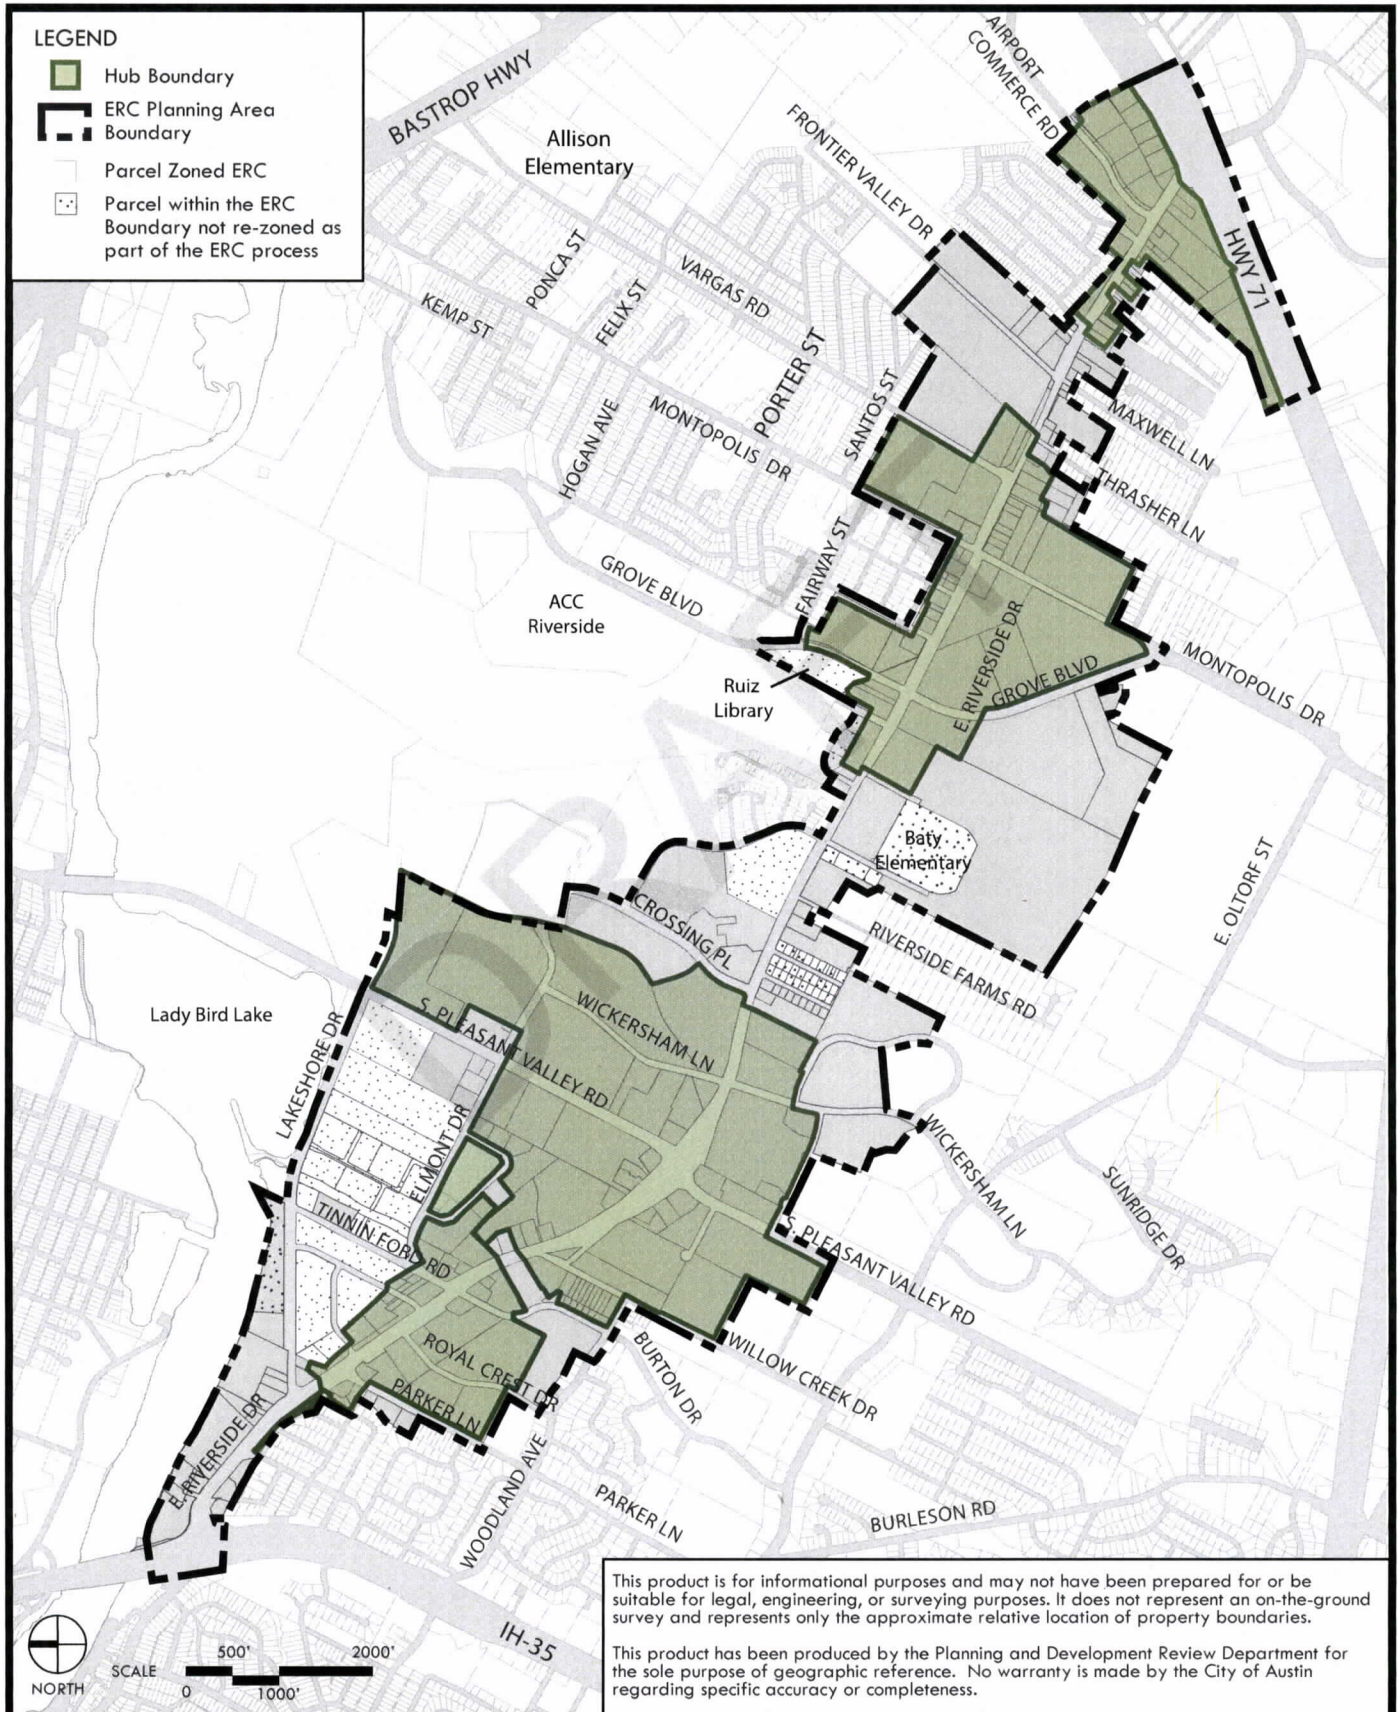 LEGEND
Hub Boundary
ERC Planning Area
Boundary
Parcel Zoned ERC
Parcel within the ERC
Boundary not re-zoned as
part of the ERC process
BASTROP HWY
AIRPORT
COMMERCE RD
Allison
Elementary
FRONTIER VALLEY DR
HWY 71
PONCA ST
VARGAS RD
KEMP ST
FELIX ST
PORTER ST
SANTOS ST
HOGAN AVE
MONTOPOLIS DR
MAXWELL LN
THRASHER LN
FAIRWAY ST
GROVE BLVD
ACC
Riverside
E. RIVERSIDE DR
GROVE BLVD
MONTOPOLIS DR
Ruiz
Library
Baty
Elementary
E. OLTORF ST
CROSSING PL
RIVERSIDE FARMS RD
Lady Bird Lake
LAKESHORE DR
S. PLEASANT VALLEY RD
WICKERSHAM LN
ELMONT DR
WICKERSHAM LN
SUNRIDGE DR
TINNIN FORD RD
S. PLEASANT VALLEY RD
ROYAL CREST DR
PARKER LN
BURTON DR
WILLOW CREEK DR
E. RIVERSIDE DR
WOODLAND AVE
PARKER LN
BURLESON RD
IH-35
DRAFT
NORTH
SCALE
500'
2000'
0
1000'
This product is for informational purposes and may not have been prepared for or be
suitable for legal, engineering, or surveying purposes. It does not represent an on-the-ground
survey and represents only the approximate relative location of property boundaries.
This product has been produced by the Planning and Development Review Department for
the sole purpose of geographic reference. No warranty is made by the City of Austin
regarding specific accuracy or completeness.